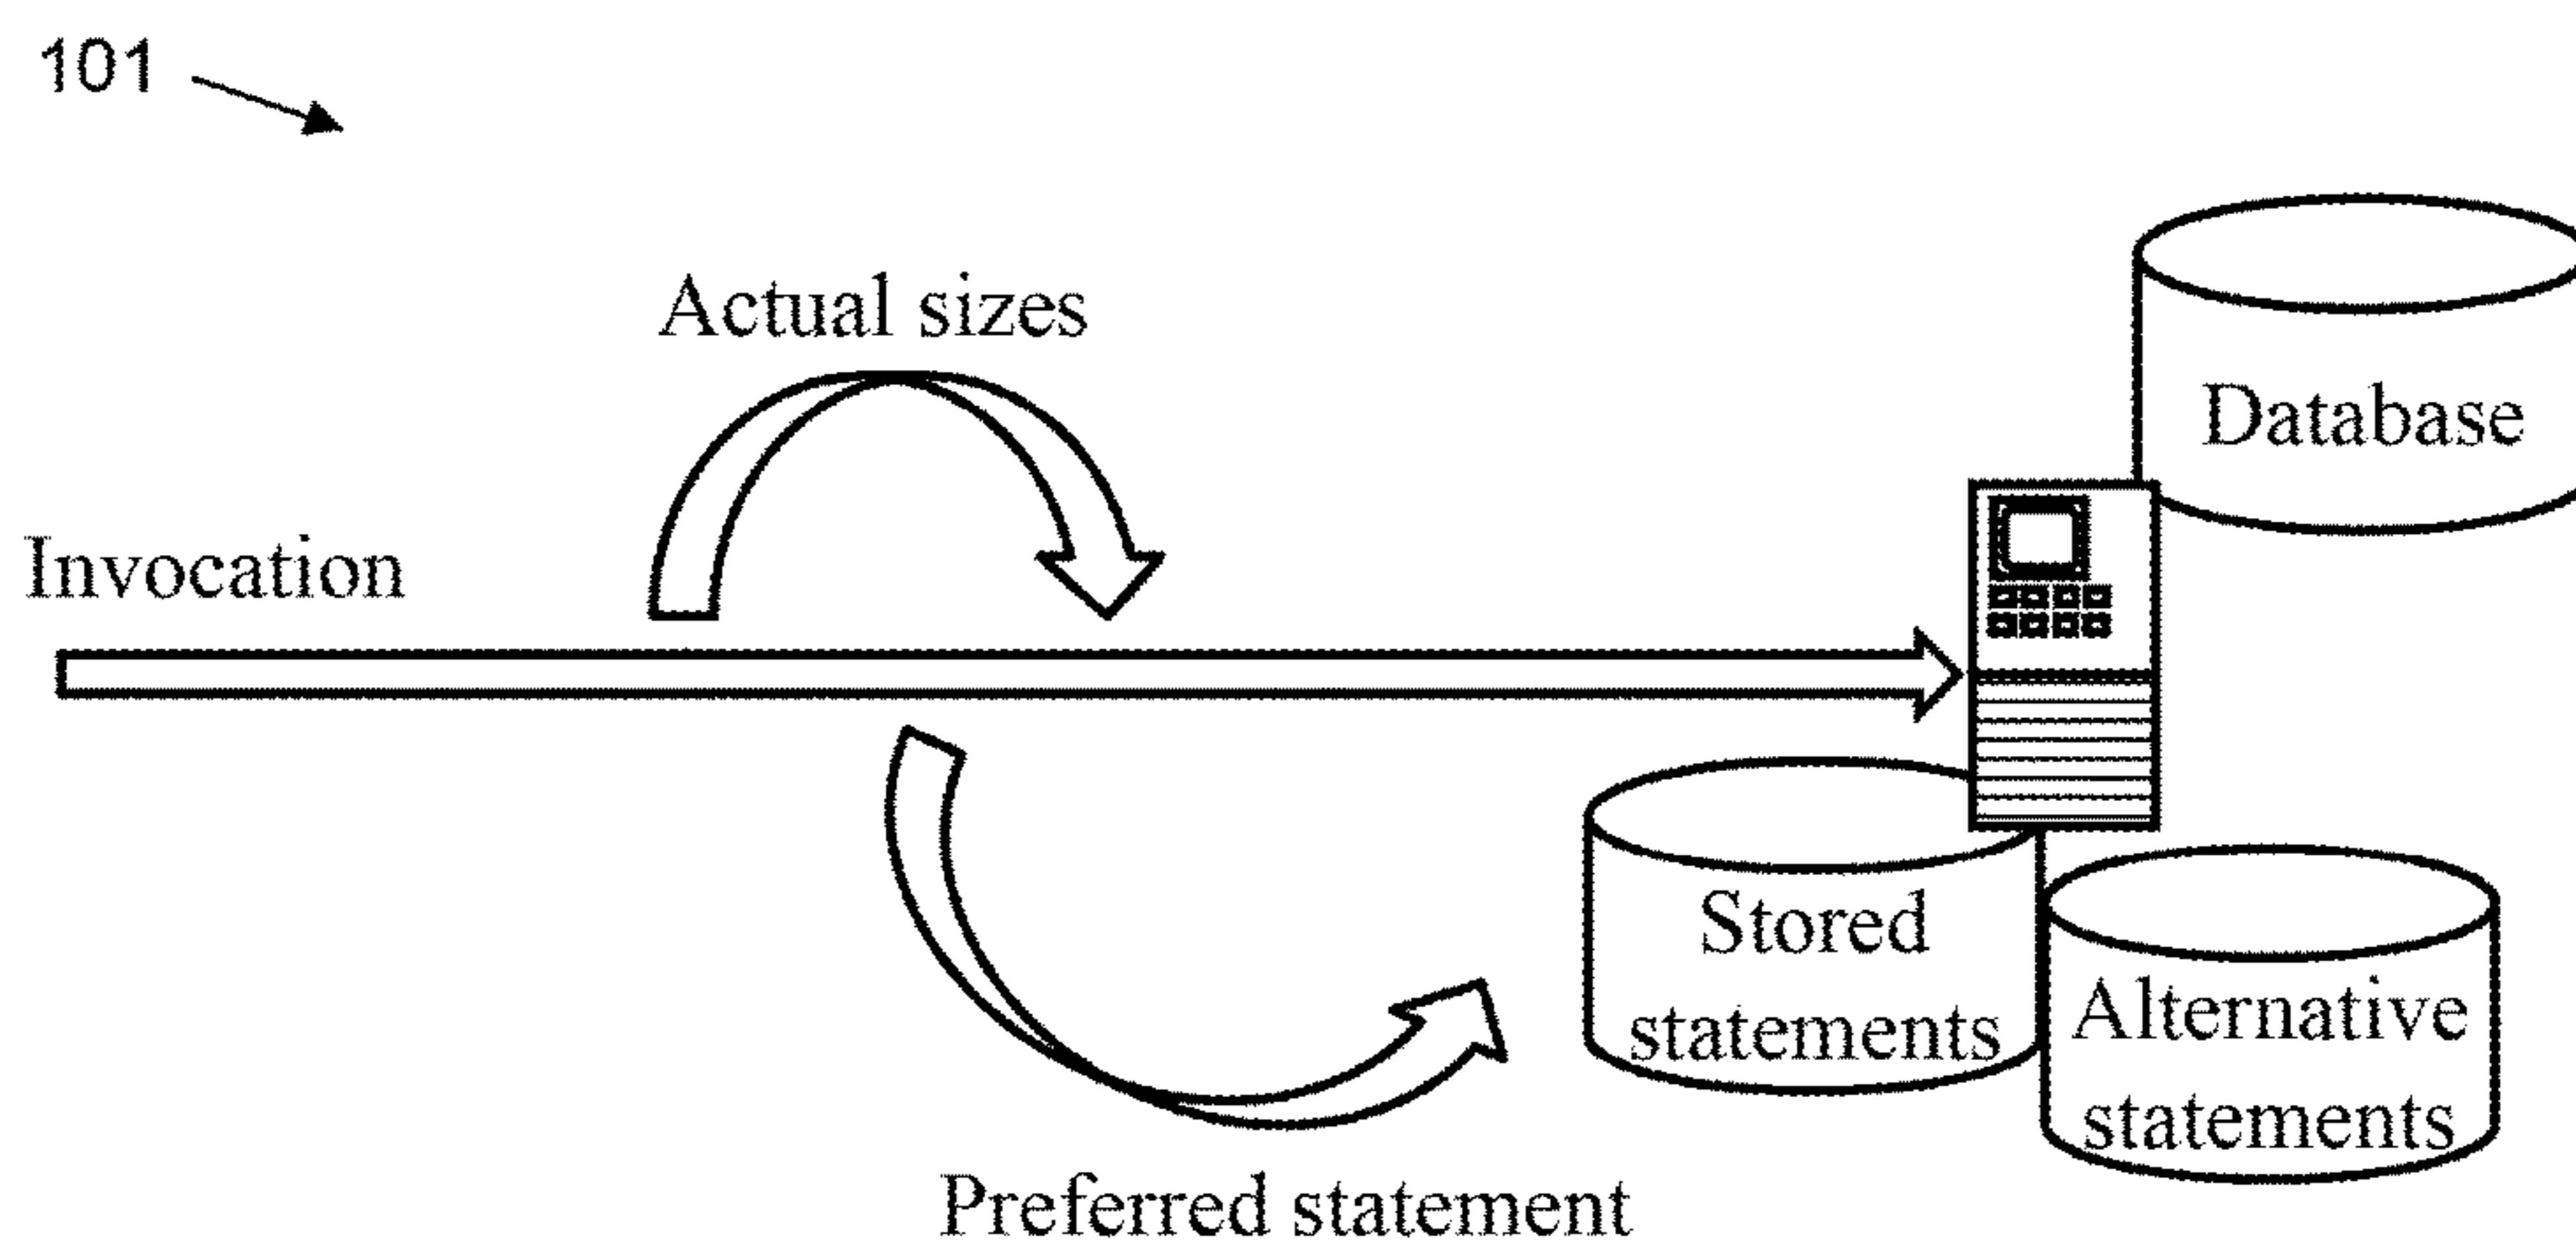 101
Actual sizes
Database
Invocation
Stored
statements
Alternative
statements
Preferred statement